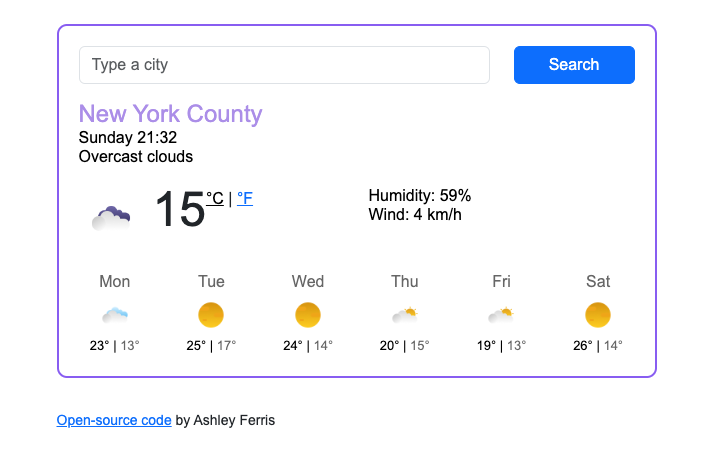 Type a city
Search
New York County
Sunday 21:32
Overcast clouds
15°C | °F
Humidity: 59%
Wind: 4 km/h
Mon Tue Wed Thu Fri Sat
23° | 13° 25° | 17° 24° | 14° 20° | 15° 19° | 13° 26° | 14°
Open-source code by Ashley Ferris